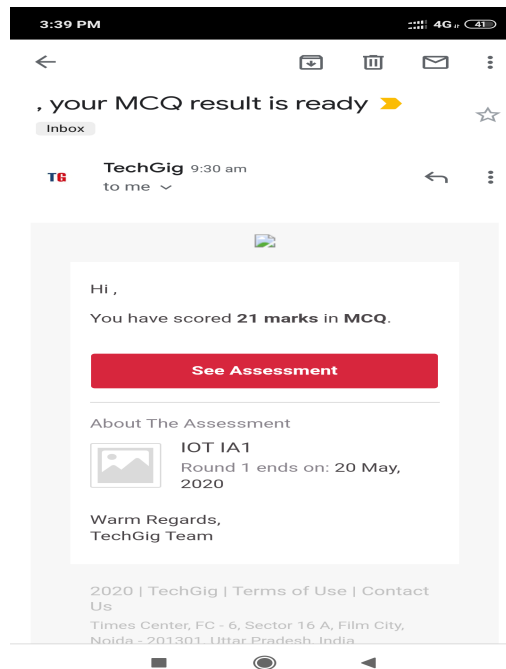 3:39 PM 4G 41
, your MCQ result is ready
Inbox
TG TechGig 9:30 am
to me
Hi ,
You have scored 21 marks in MCQ.
See Assessment
About The Assessment
IOT IA1
Round 1 ends on: 20 May,
2020
Warm Regards,
TechGig Team
2020 | TechGig | Terms of Use | Contact
Us
Times Center, FC - 6, Sector 16 A, Film City,
Noida - 201301, Uttar Pradesh, India